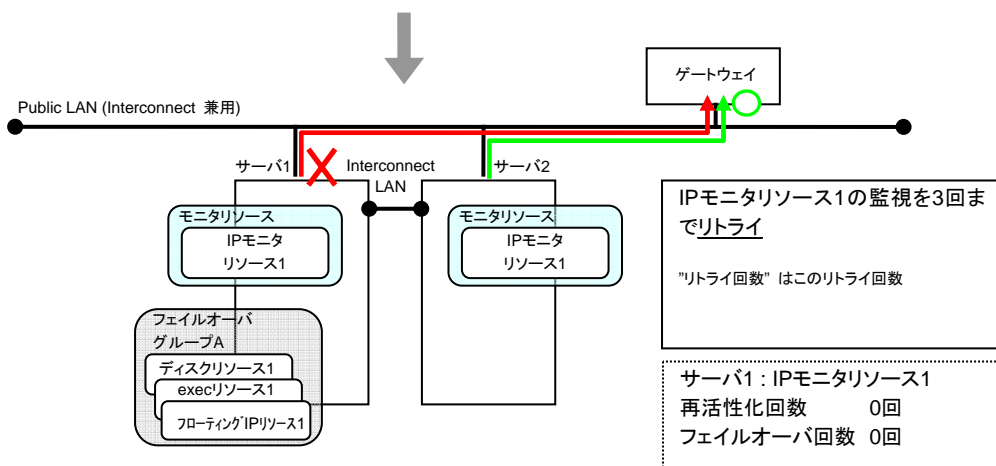 ゲートウェイ
Public LAN (Interconnect 兼用)
サーバ1
Interconnect
LAN
サーバ2
モニタリソース
IPモニタ
リソース1
モニタリソース
IPモニタ
リソース1
フェイルオーバ
グループA
ディスクリソース1
execリソース1
フローティングIPリソース1
IPモニタリソース1の監視を3回ま
でリトライ
"リトライ回数" はこのリトライ回数
サーバ1 : IPモニタリソース1
再活性化回数 0回
フェイルオーバ回数 0回